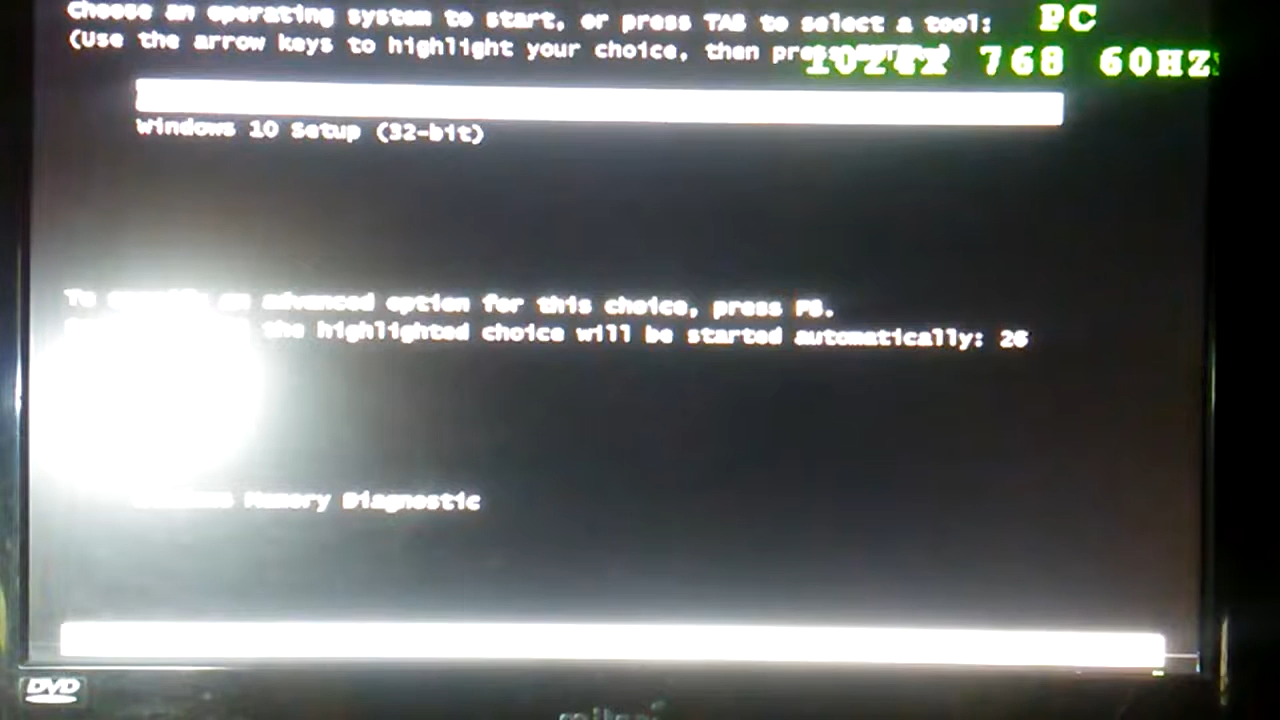 Choose an operating system to start, or press TAB to select a tool:
PC
(Use the arrow keys to highlight your choice, then press
1024x 768 60HZ
Windows 10 Setup (32-bit)
To an advanced option for this choice, press F8.
the highlighted choice will be started automatically: 26
Memory Diagnostic
DVD